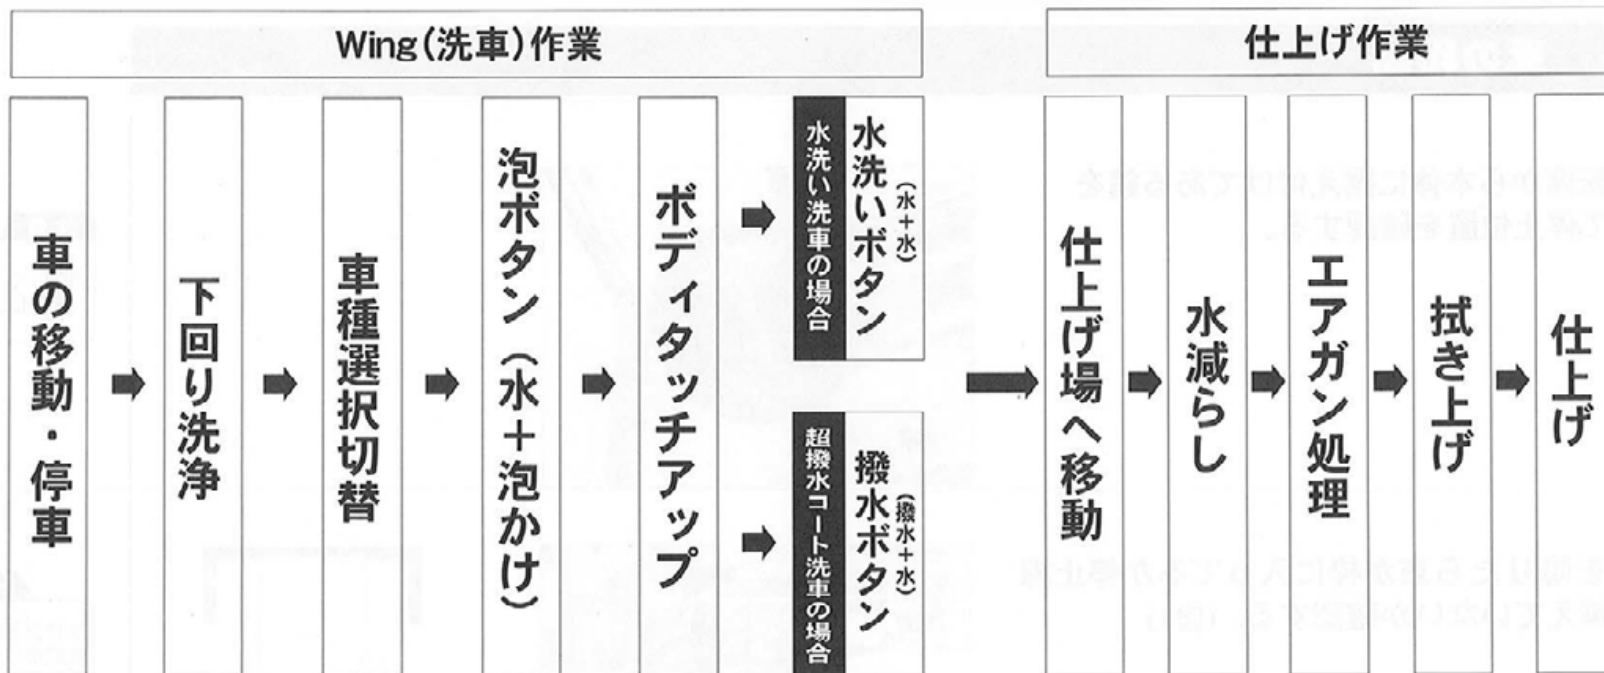 Wing(洗車)作業
仕上げ作業
車の移動・停車
下回り洗浄
車種選択切替
泡ボタン(水+泡かけ)
ボディタッチアップ
水洗い洗車の場合
水洗いボタン
(水+水)
超撥水コート洗車の場合
撥水ボタン
(撥水+水)
仕上げ場へ移動
水減らし
エアガン処理
拭き上げ
仕上げ